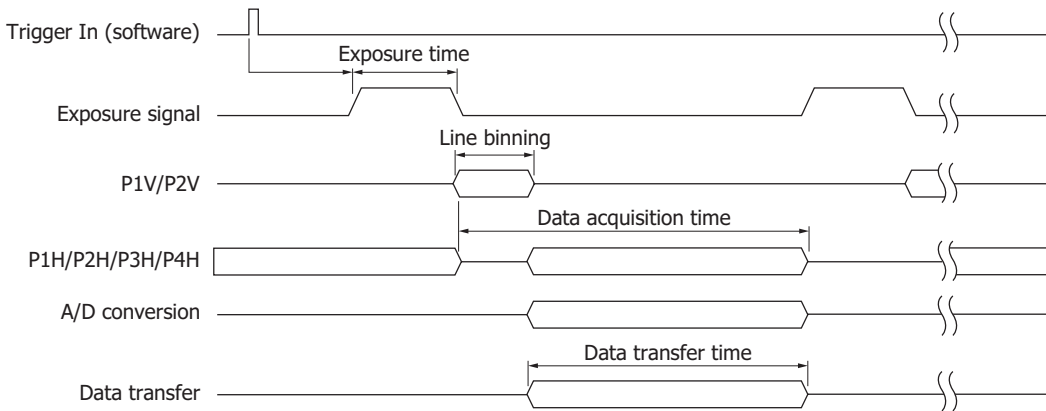 Trigger In (software)
Exposure time
Exposure signal
Line binning
P1V/P2V
Data acquisition time
P1H/P2H/P3H/P4H
A/D conversion
Data transfer time
Data transfer